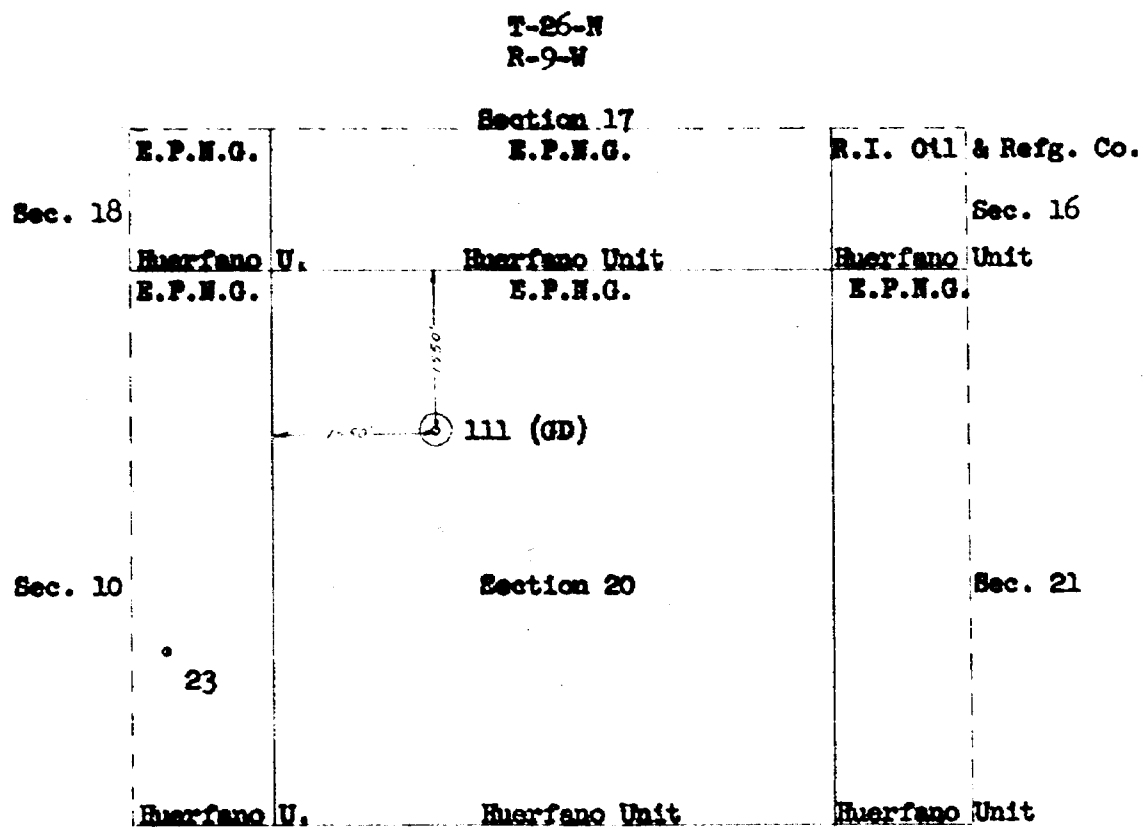 T-26-N
R-9-W
Section 17
E.P.N.G. E.P.N.G. R.I. Oil & Refg. Co.
Sec. 18 Sec. 16
Huerfano U. Huerfano Unit Huerfano Unit
E.P.N.G. E.P.N.G. E.P.N.G.
1550'
1550' 111 (GD)
Sec. 10 Section 20 Sec. 21
23
Huerfano U. Huerfano Unit Huerfano Unit